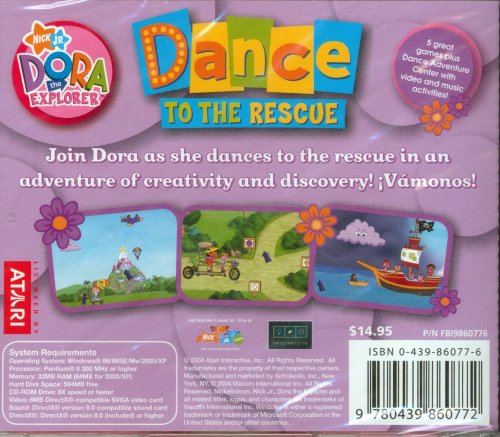 NICK JR.
DORA
the
EXPLORER
Dance
TO THE RESCUE
5 great
games plus
Dance Adventure
Center with
video and music
activities!
Join Dora as she dances to the rescue in an
adventure of creativity and discovery! ¡Vámonos!
LICENSED BY
ATARI
$14.95
P/N FBI9860776
System Requirements
Operating System: Windows® 98/98SE/Me/2000/XP
Processor: Pentium® II 300 MHz or higher
Memory: 32MB RAM (64MB for 2000/XP)
Hard Disk Space: 584MB free
CD-ROM Drive: 8X speed or faster
Video: 8MB DirectX®-compatible SVGA video card
Sound: DirectX® version 9.0-compatible sound card
DirectX®: DirectX® version 9.0 (included) or higher
NICK JR.
© 2004 Atari Interactive, Inc. All Rights Reserved. All
trademarks are the property of their respective owners.
Manufactured and marketed by Scholastic, Inc., New
York, NY. © 2004 Viacom International Inc. All Rights
Reserved. Nickelodeon, Nick Jr., Dora the Explorer and
all related titles, logos, and characters are trademarks of
Viacom International Inc. Windows is either a registered
trademark or trademark of Microsoft Corporation in the
United States and/or other countries.
ISBN 0-439-86077-6
9 780439 860772